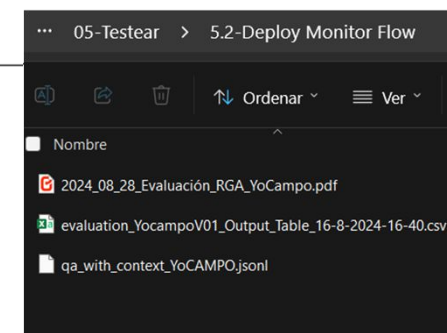 ... 05-Testear > 5.2-Deploy Monitor Flow
Ordenar Ver
Nombre
2024_08_28_Evaluación_RGA_YoCampo.pdf
evaluation_YocampoV01_Output_Table_16-8-2024-16-40.csv
qa_with_context_YoCAMPO.jsonl